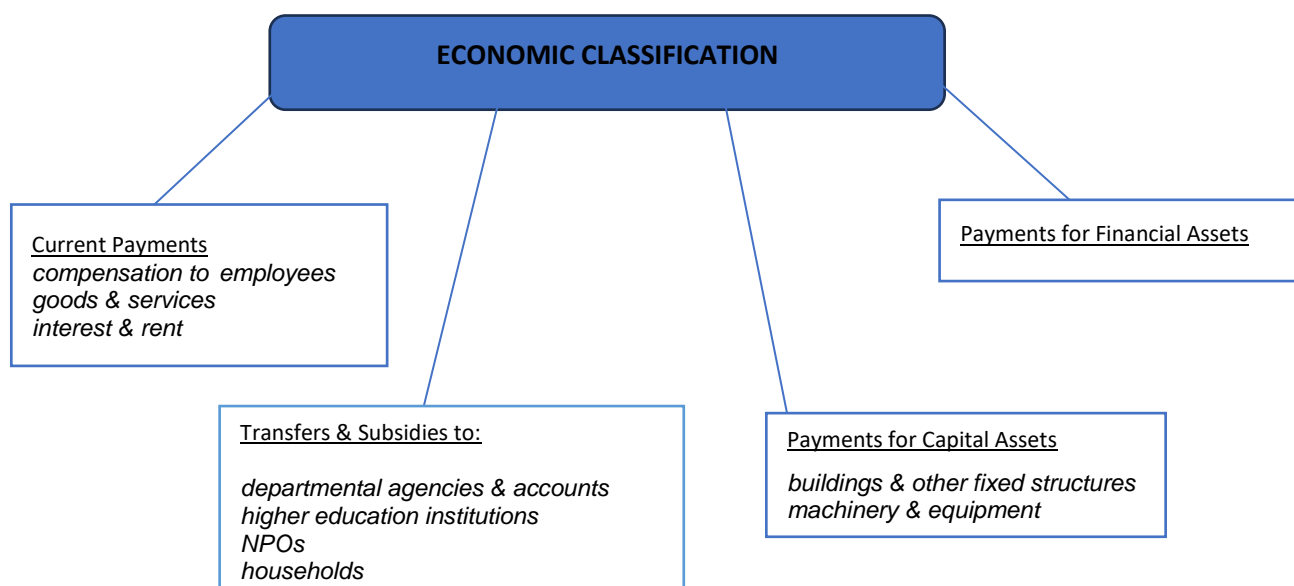 ECONOMIC CLASSIFICATION
Current Payments
compensation to employees
goods & services
interest & rent
Payments for Financial Assets
Transfers & Subsidies to:
departmental agencies & accounts
higher education institutions
NPOs
households
Payments for Capital Assets
buildings & other fixed structures
machinery & equipment